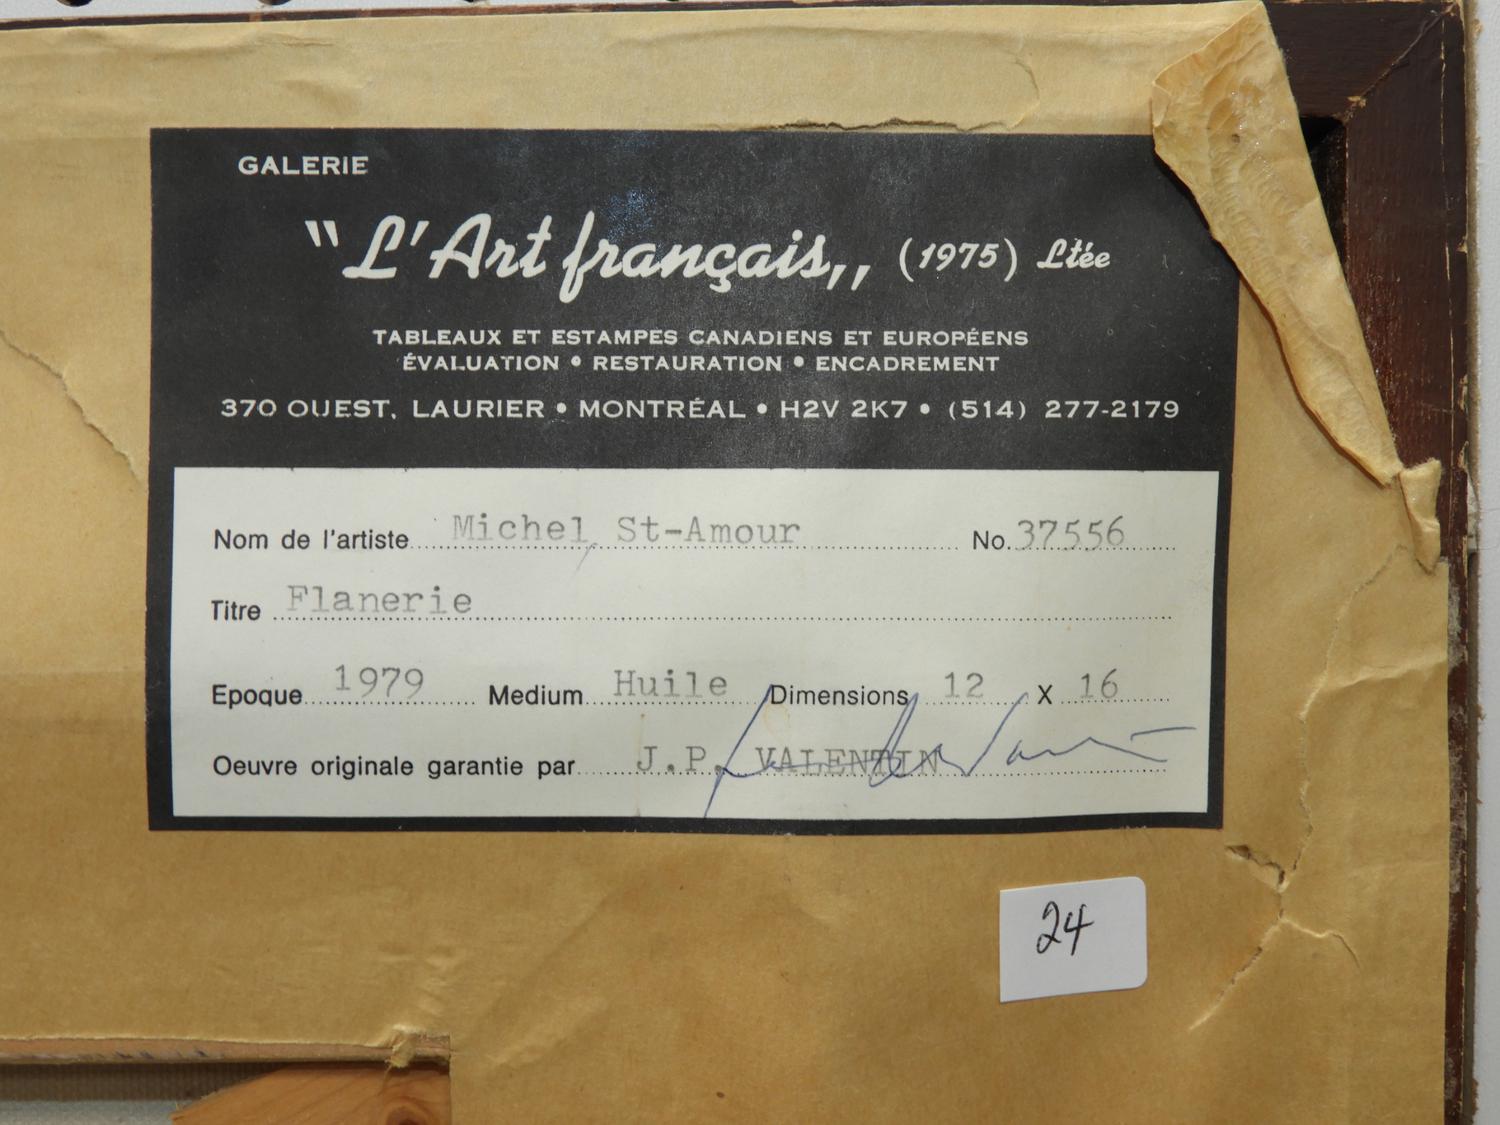 GALERIE
"L'Art français,, (1975) Ltée
TABLEAUX ET ESTAMPES CANADIENS ET EUROPÉENS
ÉVALUATION • RESTAURATION • ENCADREMENT
370 OUEST, LAURIER • MONTRÉAL • H2V 2K7 • (514) 277-2179
Nom de l'artiste Michel, St-Amour No. 37556
Titre Flanerie
Epoque 1979 Medium Huile Dimensions 12 X 16
Oeuvre originale garantie par J.P. VALENTIN
24